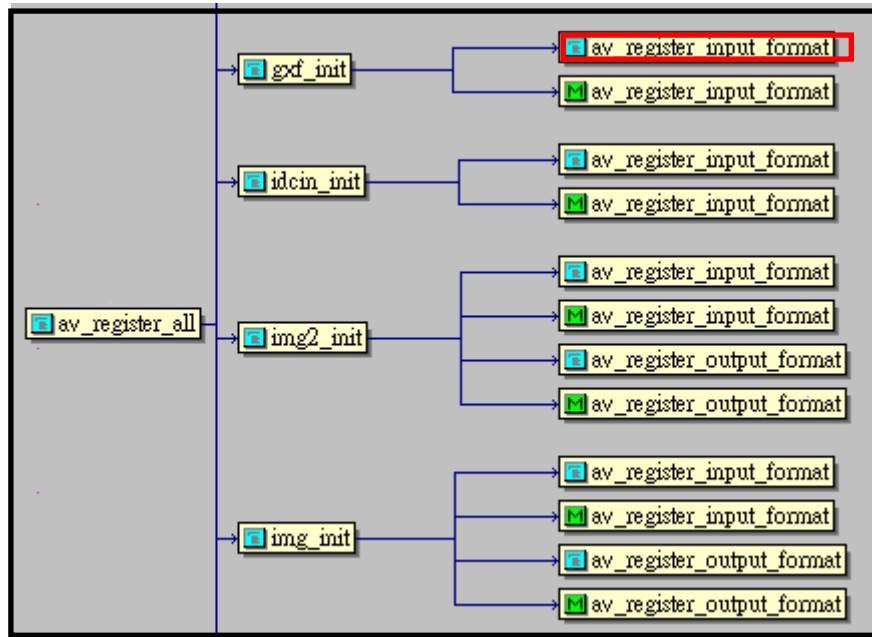 av_register_input_format
gxf_init
M av_register_input_format
av_register_input_format
idcin_init
M av_register_input_format
av_register_input_format
M av_register_input_format
av_register_all
img2_init
av_register_output_format
M av_register_output_format
av_register_input_format
M av_register_input_format
img_init
av_register_output_format
M av_register_output_format